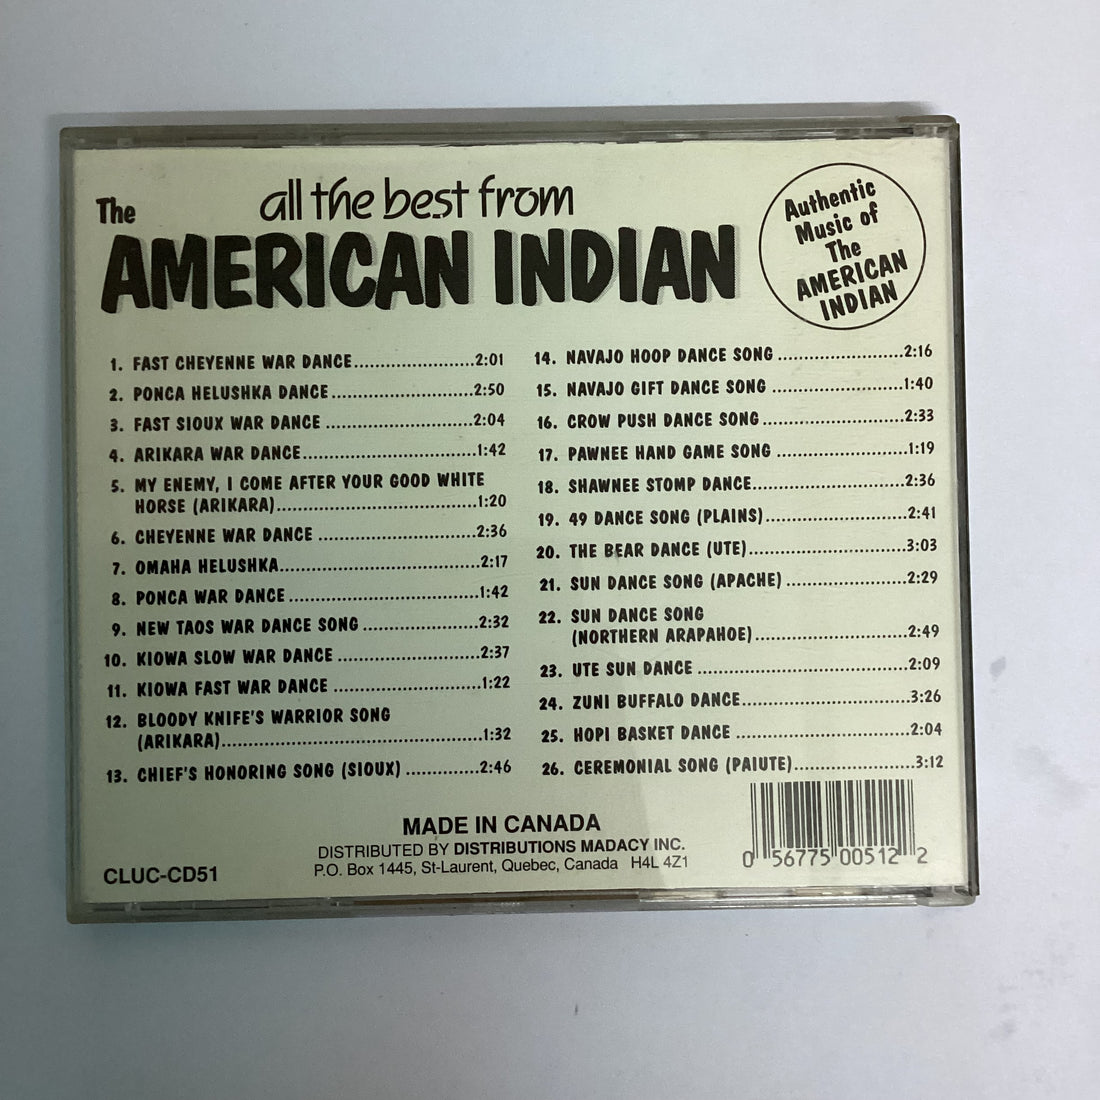 all the best from
The
AMERICAN INDIAN
Authentic
Music of
The
AMERICAN
INDIAN
1. FAST CHEYENNE WAR DANCE....................2:01
2. PONCA HELUSHKA DANCE........................2:50
3. FAST SIOUX WAR DANCE .........................2:04
4. ARIKARA WAR DANCE.............................1:42
5. MY ENEMY, I COME AFTER YOUR GOOD WHITE
HORSE (ARIKARA)..................................1:20
6. CHEYENNE WAR DANCE ...........................2:36
7. OMAHA HELUSHKA..................................2:17
8. PONCA WAR DANCE ................................1:42
9. NEW TAOS WAR DANCE SONG ....................2:32
10. KIOWA SLOW WAR DANCE ........................2:37
11. KIOWA FAST WAR DANCE .........................1:22
12. BLOODY KNIFE'S WARRIOR SONG
(ARIKARA)............................................1:32
13. CHIEF'S HONORING SONG (SIOUX) .............2:46
14. NAVAJO HOOP DANCE SONG .....................2:16
15. NAVAJO GIFT DANCE SONG ......................1:40
16. CROW PUSH DANCE SONG........................2:33
17. PAWNEE HAND GAME SONG ......................1:19
18. SHAWNEE STOMP DANCE..........................2:36
19. 49 DANCE SONG (PLAINS)........................2:41
20. THE BEAR DANCE (UTE)...........................3:03
21. SUN DANCE SONG (APACHE) .....................2:29
22. SUN DANCE SONG
(NORTHERN ARAPAHOE)..........................2:49
23. UTE SUN DANCE ....................................2:09
24. ZUNI BUFFALO DANCE.............................3:26
25. HOPI BASKET DANCE ..............................2:04
26. CEREMONIAL SONG (PAIUTE).....................3:12
MADE IN CANADA
DISTRIBUTED BY DISTRIBUTIONS MADACY INC.
P.O. Box 1445, St-Laurent, Quebec, Canada H4L 4Z1
CLUC-CD51
0 56775 00512 2